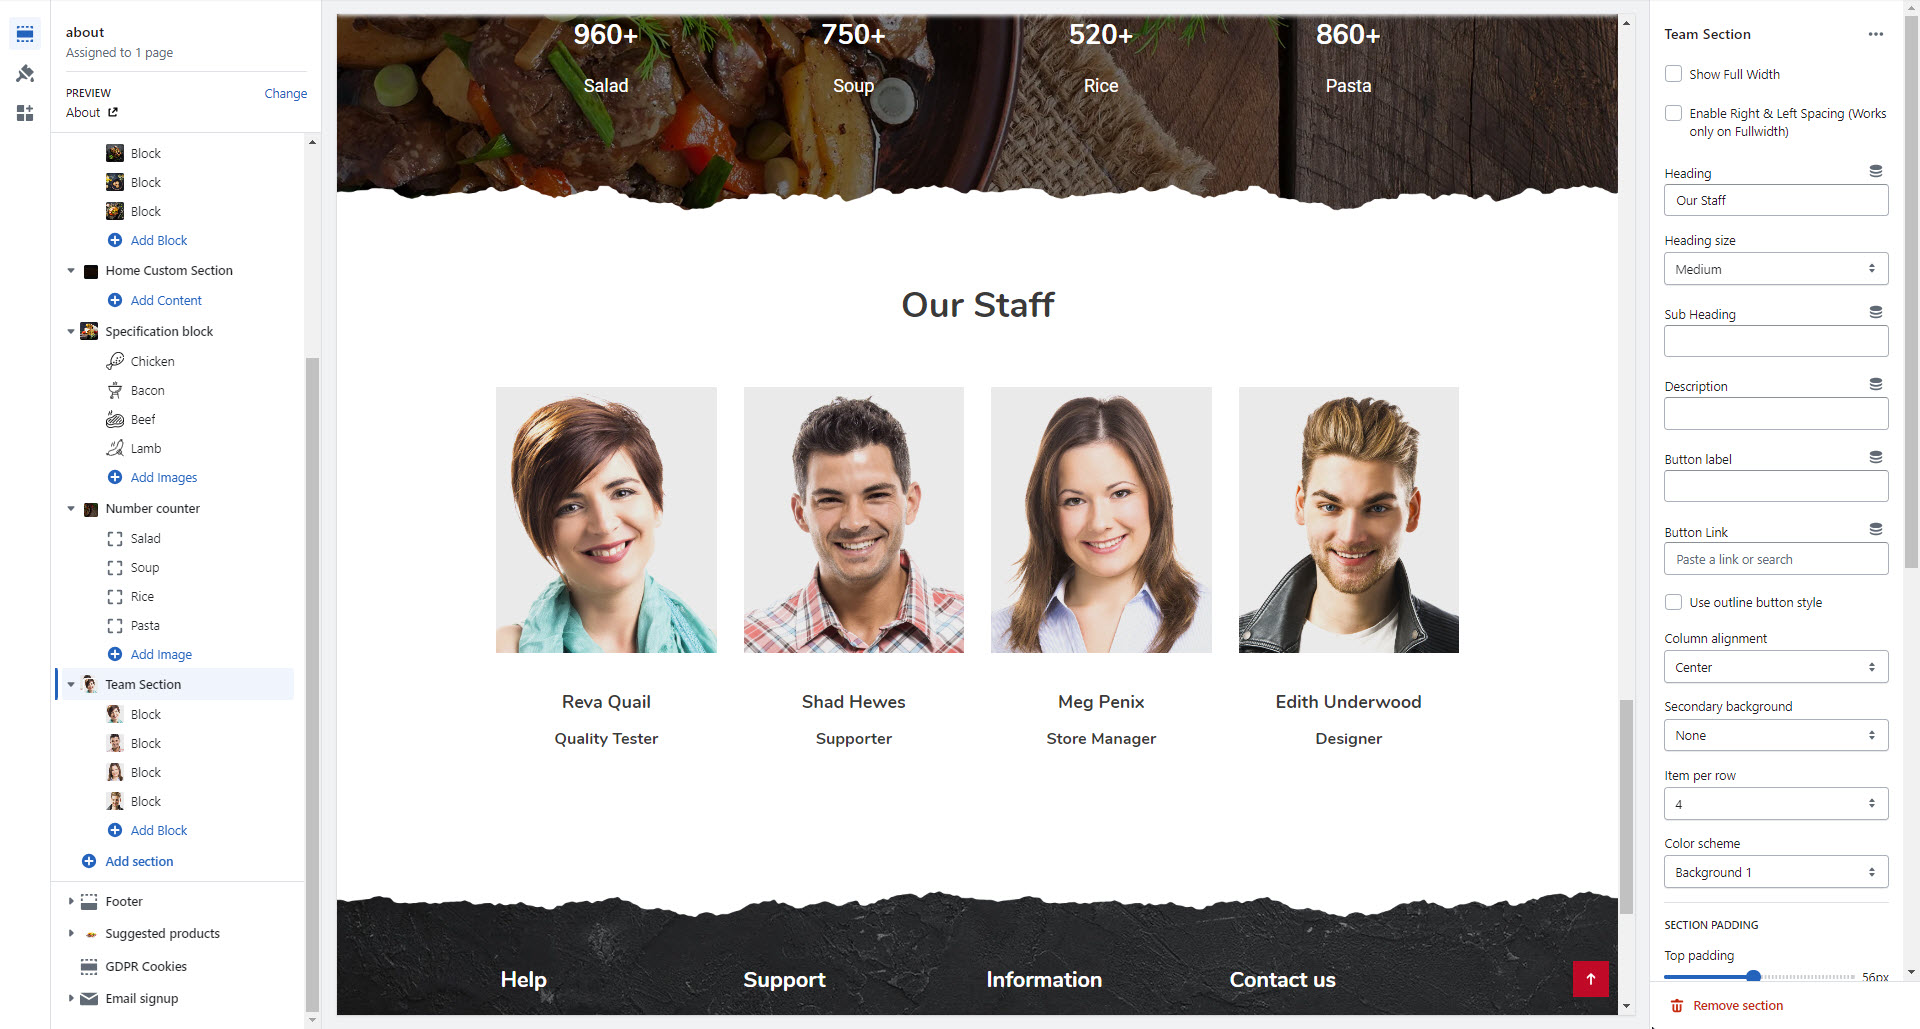 about
Assigned to 1 page
PREVIEW
Change
About
Block
Block
Block
Add Block
Home Custom Section
Add Content
Specification block
Chicken
Bacon
Beef
Lamb
Add Images
Number counter
Salad
Soup
Rice
Pasta
Add Image
Team Section
Block
Block
Block
Block
Add Block
Add section
Footer
Suggested products
GDPR Cookies
Email signup
960+
750+
520+
860+
Salad
Soup
Rice
Pasta
Our Staff
Reva Quail
Shad Hewes
Meg Penix
Edith Underwood
Quality Tester
Supporter
Store Manager
Designer
Help
Support
Information
Contact us
Team Section
Show Full Width
Enable Right & Left Spacing (Works
only on Fullwidth)
Heading
Our Staff
Heading size
Medium
Sub Heading
Description
Button label
Button Link
Paste a link or search
Use outline button style
Column alignment
Center
Secondary background
None
Item per row
4
Color scheme
Background 1
SECTION PADDING
Top padding
56px
Remove section